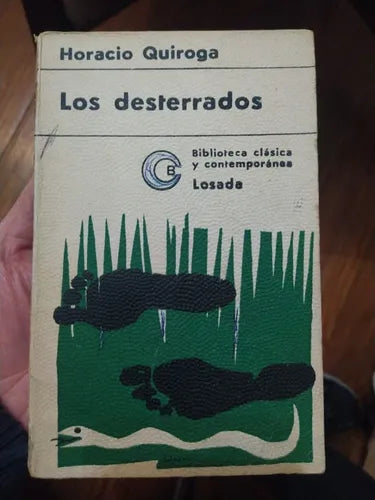 Horacio Quiroga
Los desterrados
B
Biblioteca clásica
y contemporánea
Losada